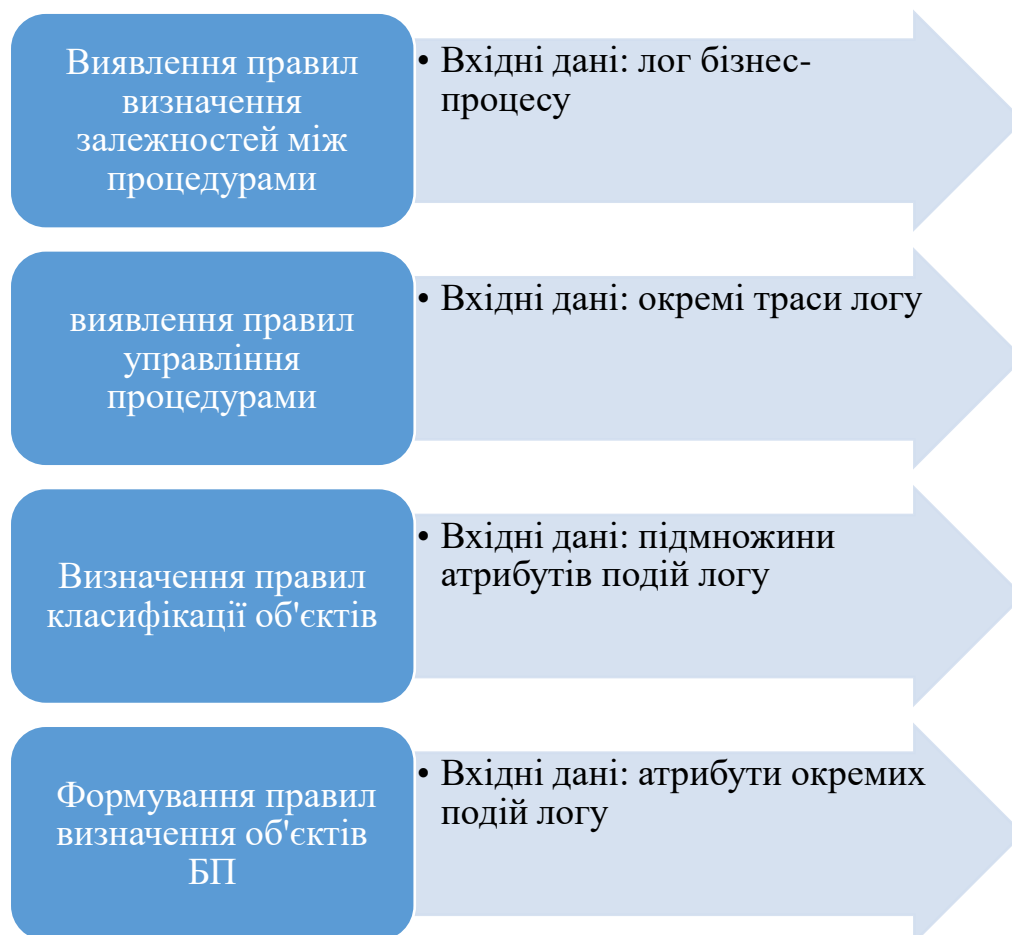 Виявлення правил
визначення
залежностей між
процедурами
• Вхідні дані: лог бізнес-
процесу
виявлення правил
управління
процедурами
• Вхідні дані: окремі траси логу
Визначення правил
класифікації об'єктів
• Вхідні дані: підмножини
атрибутів подій логу
Формування правил
визначення об'єктів
БП
• Вхідні дані: атрибути окремих
подій логу